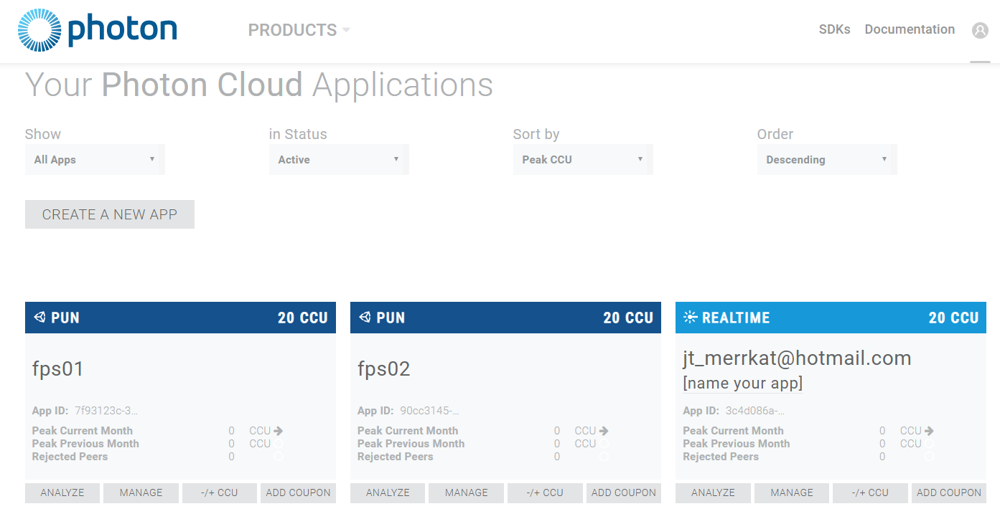 photon PRODUCTS SDKs Documentation
Your Photon Cloud Applications
Show in Status Sort by Order
All Apps Active Peak CCU Descending
CREATE A NEW APP
PUN 20 CCU
fps01
App ID: 7f93123c-3...
Peak Current Month 0 CCU
Peak Previous Month 0 CCU
Rejected Peers 0
ANALYZE MANAGE -/+ CCU ADD COUPON
PUN 20 CCU
fps02
App ID: 90cc3145-...
Peak Current Month 0 CCU
Peak Previous Month 0 CCU
Rejected Peers 0
ANALYZE MANAGE -/+ CCU ADD COUPON
REALTIME 20 CCU
jt_merrkat@hotmail.com
[name your app]
App ID: 3c4d086a-...
Peak Current Month 0 CCU
Peak Previous Month 0 CCU
Rejected Peers 0
ANALYZE MANAGE -/+ CCU ADD COUPON